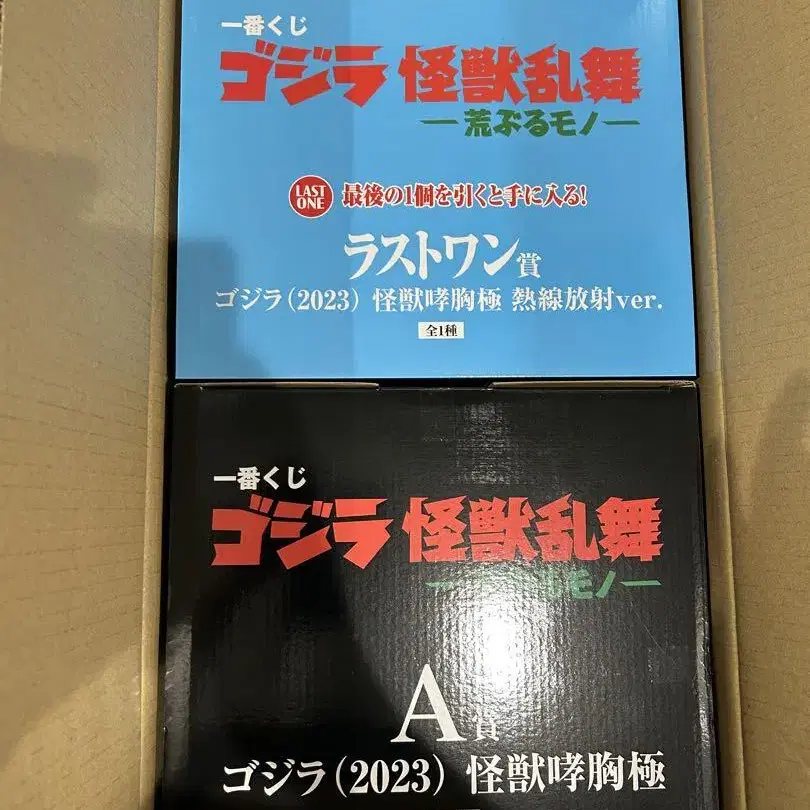 一番くじ
ゴジラ 怪獣乱舞
―荒ぶるモノ―
LAST ONE 最後の1個を引くと手に入る!
ラストワン賞
ゴジラ(2023) 怪獣哮胸極 熱線放射ver.
全1種
一番くじ
ゴジラ 怪獣乱舞
モノ―
A賞
ゴジラ(2023) 怪獣哮胸極